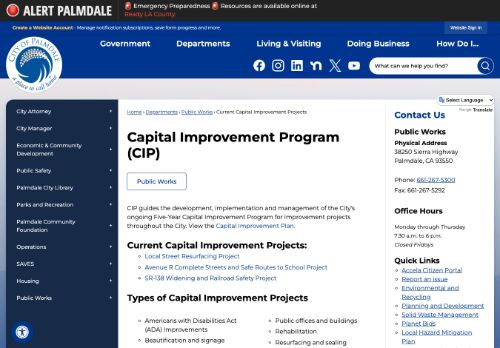 ALERT PALMDALE
🚨 Emergency Preparedness 🚨 Resources are available online at
Ready LA County.
Create a Website Account - Manage notification subscriptions, save form progress and more.
Website Sign In
CITY OF PALMDALE
a place to call home
Government
Departments
Living & Visiting
Doing Business
How Do I...
What can we help you find?
Select Language
Google Translate
City Attorney
City Manager
Economic & Community
Development
Public Safety
Palmdale City Library
Parks and Recreation
Palmdale Community
Foundation
Operations
SAVES
Housing
Public Works
Home › Departments › Public Works › Current Capital Improvement Projects
Capital Improvement Program
(CIP)
Public Works
CIP guides the development, implementation and management of the City's
ongoing Five-Year Capital Improvement Program for improvement projects
throughout the City. View the Capital Improvement Plan.
Current Capital Improvement Projects:
Local Street Resurfacing Project
Avenue R Complete Streets and Safe Routes to School Project
SR-138 Widening and Railroad Safety Project
Types of Capital Improvement Projects
Americans with Disabilities Act
(ADA) Improvements
Beautification and signage
Public offices and buildings
Rehabilitation
Resurfacing and sealing
Contact Us
Public Works
Physical Address
38250 Sierra Highway
Palmdale, CA 93550
Phone: 661-267-5300
Fax: 661-267-5292
Office Hours
Monday through Thursday
7:30 a.m. to 6 p.m.
Closed Fridays.
Quick Links
Accela Citizen Portal
Report an Issue
Environmental and
Recycling
Planning and Development
Solid Waste Management
Planet Bids
Local Hazard Mitigation
Plan